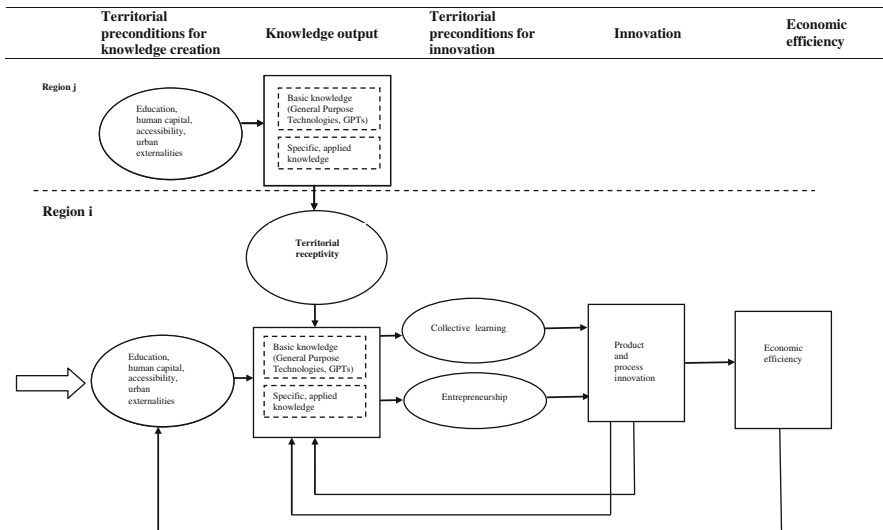 Territorial
preconditions for
knowledge creation
Knowledge output
Territorial
preconditions for
innovation
Innovation
Economic
efficiency
Region j
Education,
human capital,
accessibility,
urban
externalities
Basic knowledge
(General Purpose
Technologies, GPTs)
Specific, applied
knowledge
Region i
Territorial
receptivity
Education,
human capital,
accessibility,
urban
externalities
Basic knowledge
(General Purpose
Technologies, GPTs)
Specific, applied
knowledge
Collective learning
Entrepreneurship
Product
and
process
innovation
Economic
efficiency